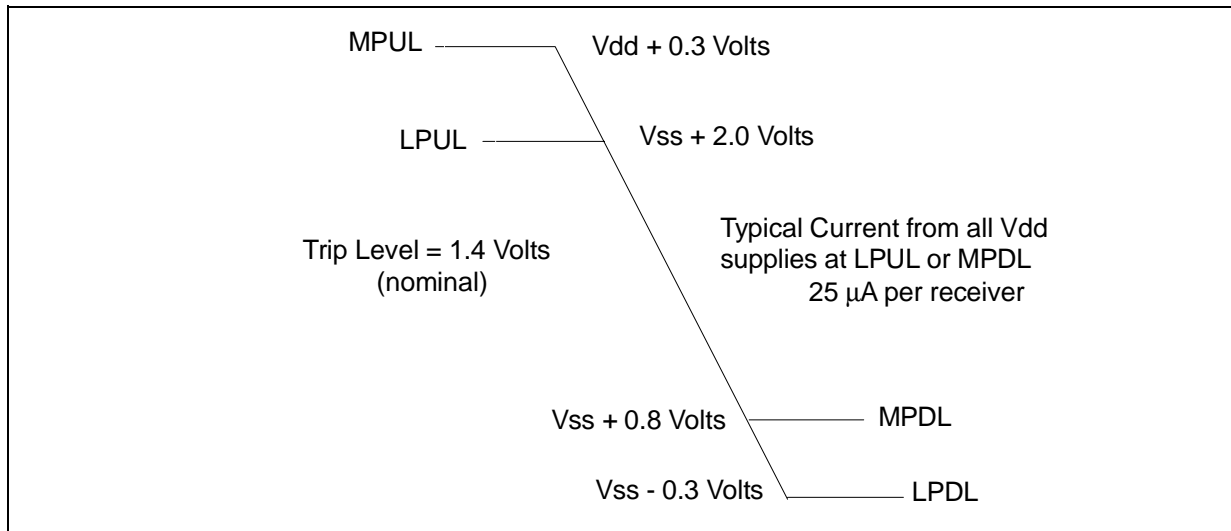 MPUL
Vdd + 0.3 Volts
LPUL
Vss + 2.0 Volts
Trip Level = 1.4 Volts
(nominal)
Typical Current from all Vdd
supplies at LPUL or MPDL
25 μA per receiver
Vss + 0.8 Volts
MPDL
Vss - 0.3 Volts
LPDL